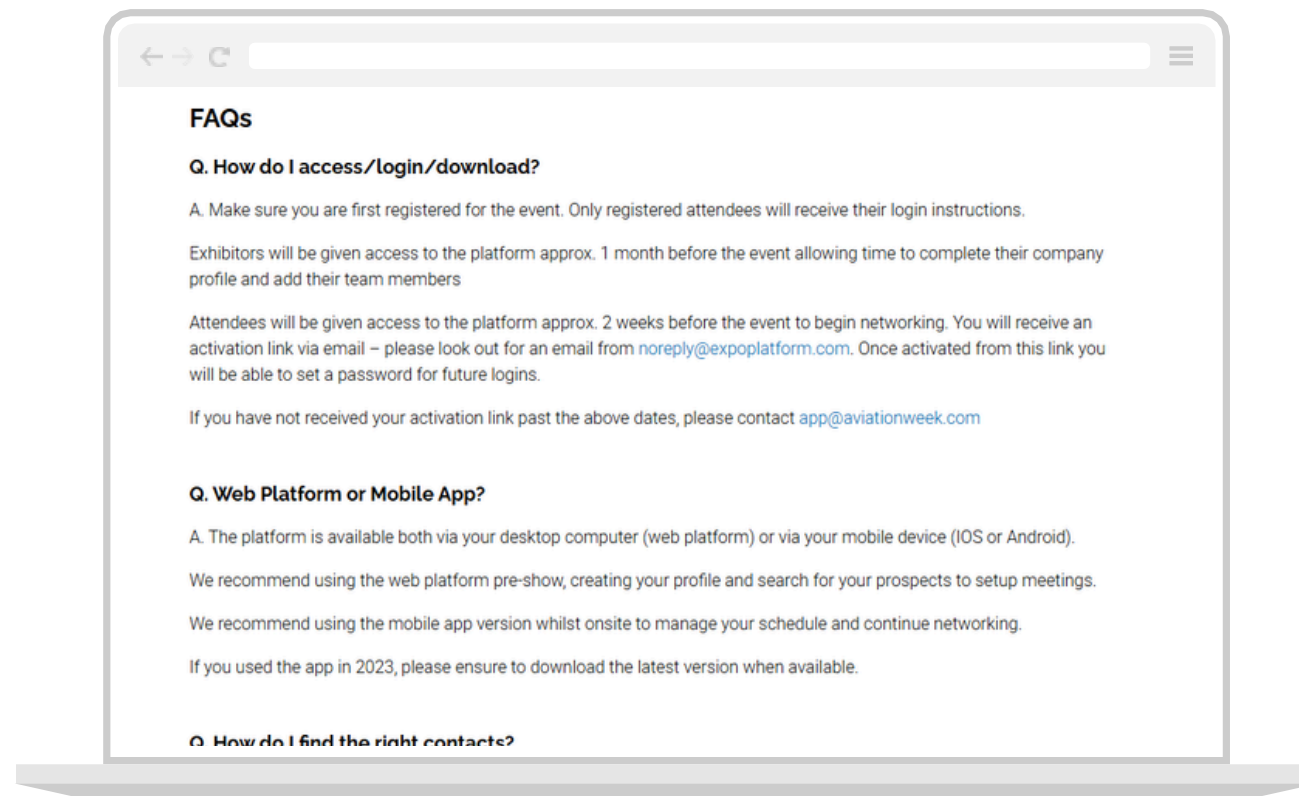 FAQs
Q. How do I access/login/download?
A. Make sure you are first registered for the event. Only registered attendees will receive their login instructions.
Exhibitors will be given access to the platform approx. 1 month before the event allowing time to complete their company
profile and add their team members
Attendees will be given access to the platform approx. 2 weeks before the event to begin networking. You will receive an
activation link via email – please look out for an email from noreply@expoplatform.com. Once activated from this link you
will be able to set a password for future logins.
If you have not received your activation link past the above dates, please contact app@aviationweek.com
Q. Web Platform or Mobile App?
A. The platform is available both via your desktop computer (web platform) or via your mobile device (IOS or Android).
We recommend using the web platform pre-show, creating your profile and search for your prospects to setup meetings.
We recommend using the mobile app version whilst onsite to manage your schedule and continue networking.
If you used the app in 2023, please ensure to download the latest version when available.
Q. How do I find the right contacts?